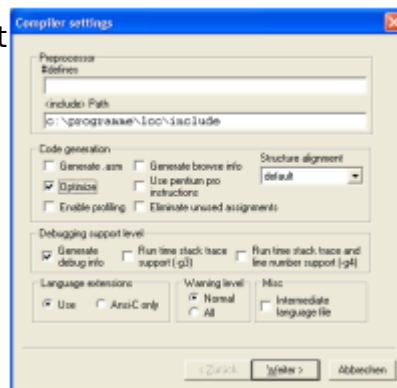 t
Compiler settings
Preprocessor
#defines
<include> Path
c:\programme\lcc\include
Code generation
Generate .asm
Generate browse info
Structure alignment
Optimize
Use pentium pro
instructions
default
Enable profiling
Eliminate unused assignments
Debugging support level
Generate
debug info
Run time stack trace
support (-g3)
Run time stack trace and
line number support (-g4)
Language extensions
Warning level
Misc
Use
Ansi-C only
Normal
All
Intermediate
language file
< Zurück
Weiter >
Abbrechen